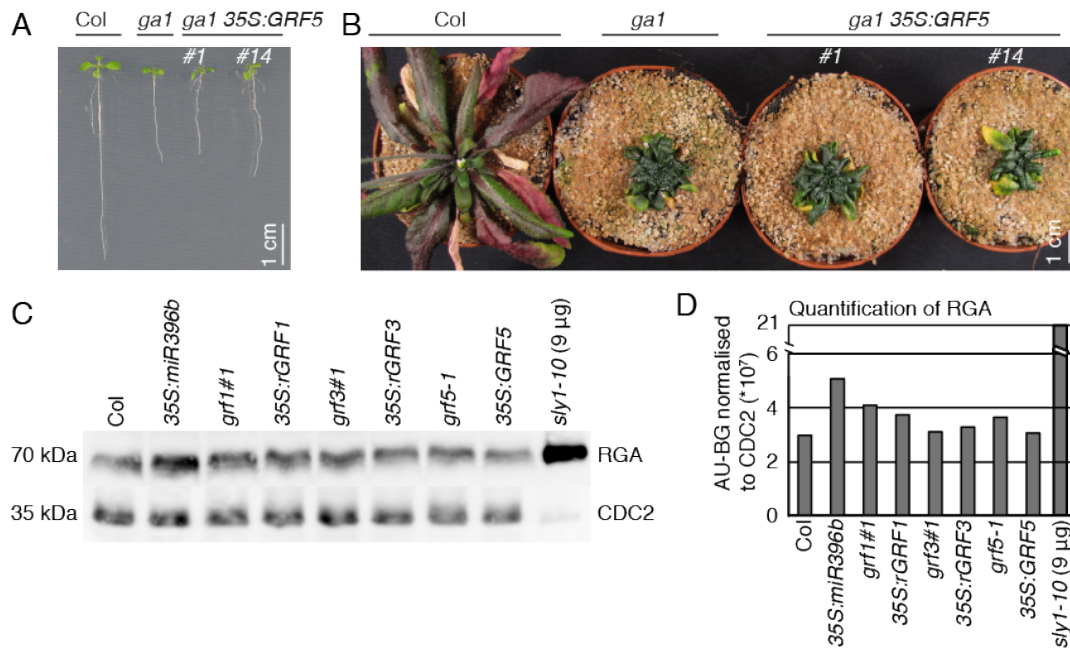 A
Col
ga1
ga1 35S:GRF5
#1
#14
1 cm
B
Col
ga1
ga1 35S:GRF5
#1
#14
1 cm
C
Col
35S:miR396b
grf1#1
35S:rGRF1
grf3#1
35S:rGRF3
grf5-1
35S:GRF5
sly1-10 (9 µg)
70 kDa
RGA
35 kDa
CDC2
D
Quantification of RGA
AU-BG normalised
to CDC2 (*10⁷)
21
6
4
2
0
Col
35S:miR396b
grf1#1
35S:rGRF1
grf3#1
35S:rGRF3
grf5-1
35S:GRF5
sly1-10 (9 µg)